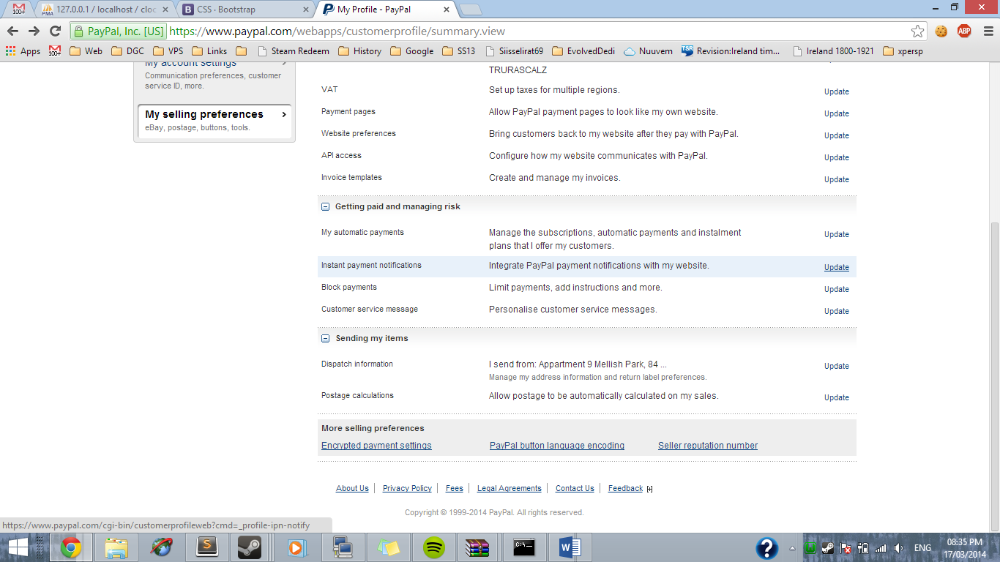 100+
127.0.0.1 / localhost / cloc
CSS · Bootstrap
My Profile - PayPal
PayPal, Inc. [US]
https://www.paypal.com/webapps/customerprofile/summary.view
ABP
Apps
100+
Web
DGC
VPS
Links
Steam Redeem
History
Google
SS13
Siisselirat69
EvolvedDedi
Nuuvem
TSR
Revision:Ireland tim...
Ireland 1800-1921
xpersp
My account settings
Communication preferences, customer
service ID, more.
My selling preferences
eBay, postage, buttons, tools.
TRURASCALZ
VAT Set up taxes for multiple regions. Update
Payment pages Allow PayPal payment pages to look like my own website. Update
Website preferences Bring customers back to my website after they pay with PayPal. Update
API access Configure how my website communicates with PayPal. Update
Invoice templates Create and manage my invoices. Update
Getting paid and managing risk
My automatic payments Manage the subscriptions, automatic payments and instalment Update
plans that I offer my customers.
Instant payment notifications Integrate PayPal payment notifications with my website. Update
Block payments Limit payments, add instructions and more. Update
Customer service message Personalise customer service messages. Update
Sending my items
Dispatch information I send from: Appartment 9 Mellish Park, 84 ... Update
Manage my address information and return label preferences.
Postage calculations Allow postage to be automatically calculated on my sales. Update
More selling preferences
Encrypted payment settings PayPal button language encoding Seller reputation number
About Us Privacy Policy Fees Legal Agreements Contact Us Feedback [+]
Copyright © 1999-2014 PayPal. All rights reserved.
https://www.paypal.com/cgi-bin/customerprofileweb?cmd=_profile-ipn-notify
ENG
08:35 PM
17/03/2014